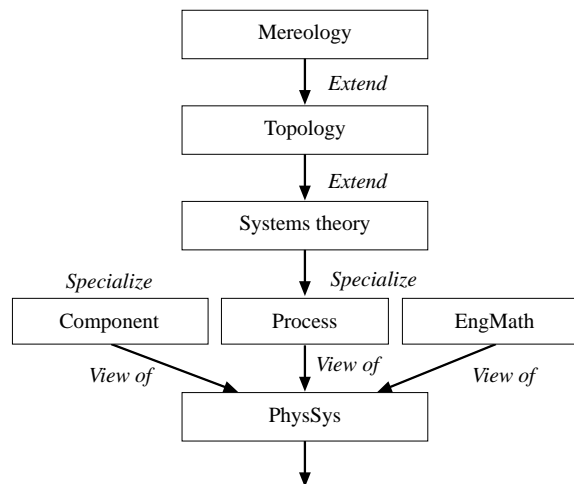 Mereology
Extend
Topology
Extend
Systems theory
Specialize
Specialize
Component
Process
EngMath
View of
View of
View of
PhysSys